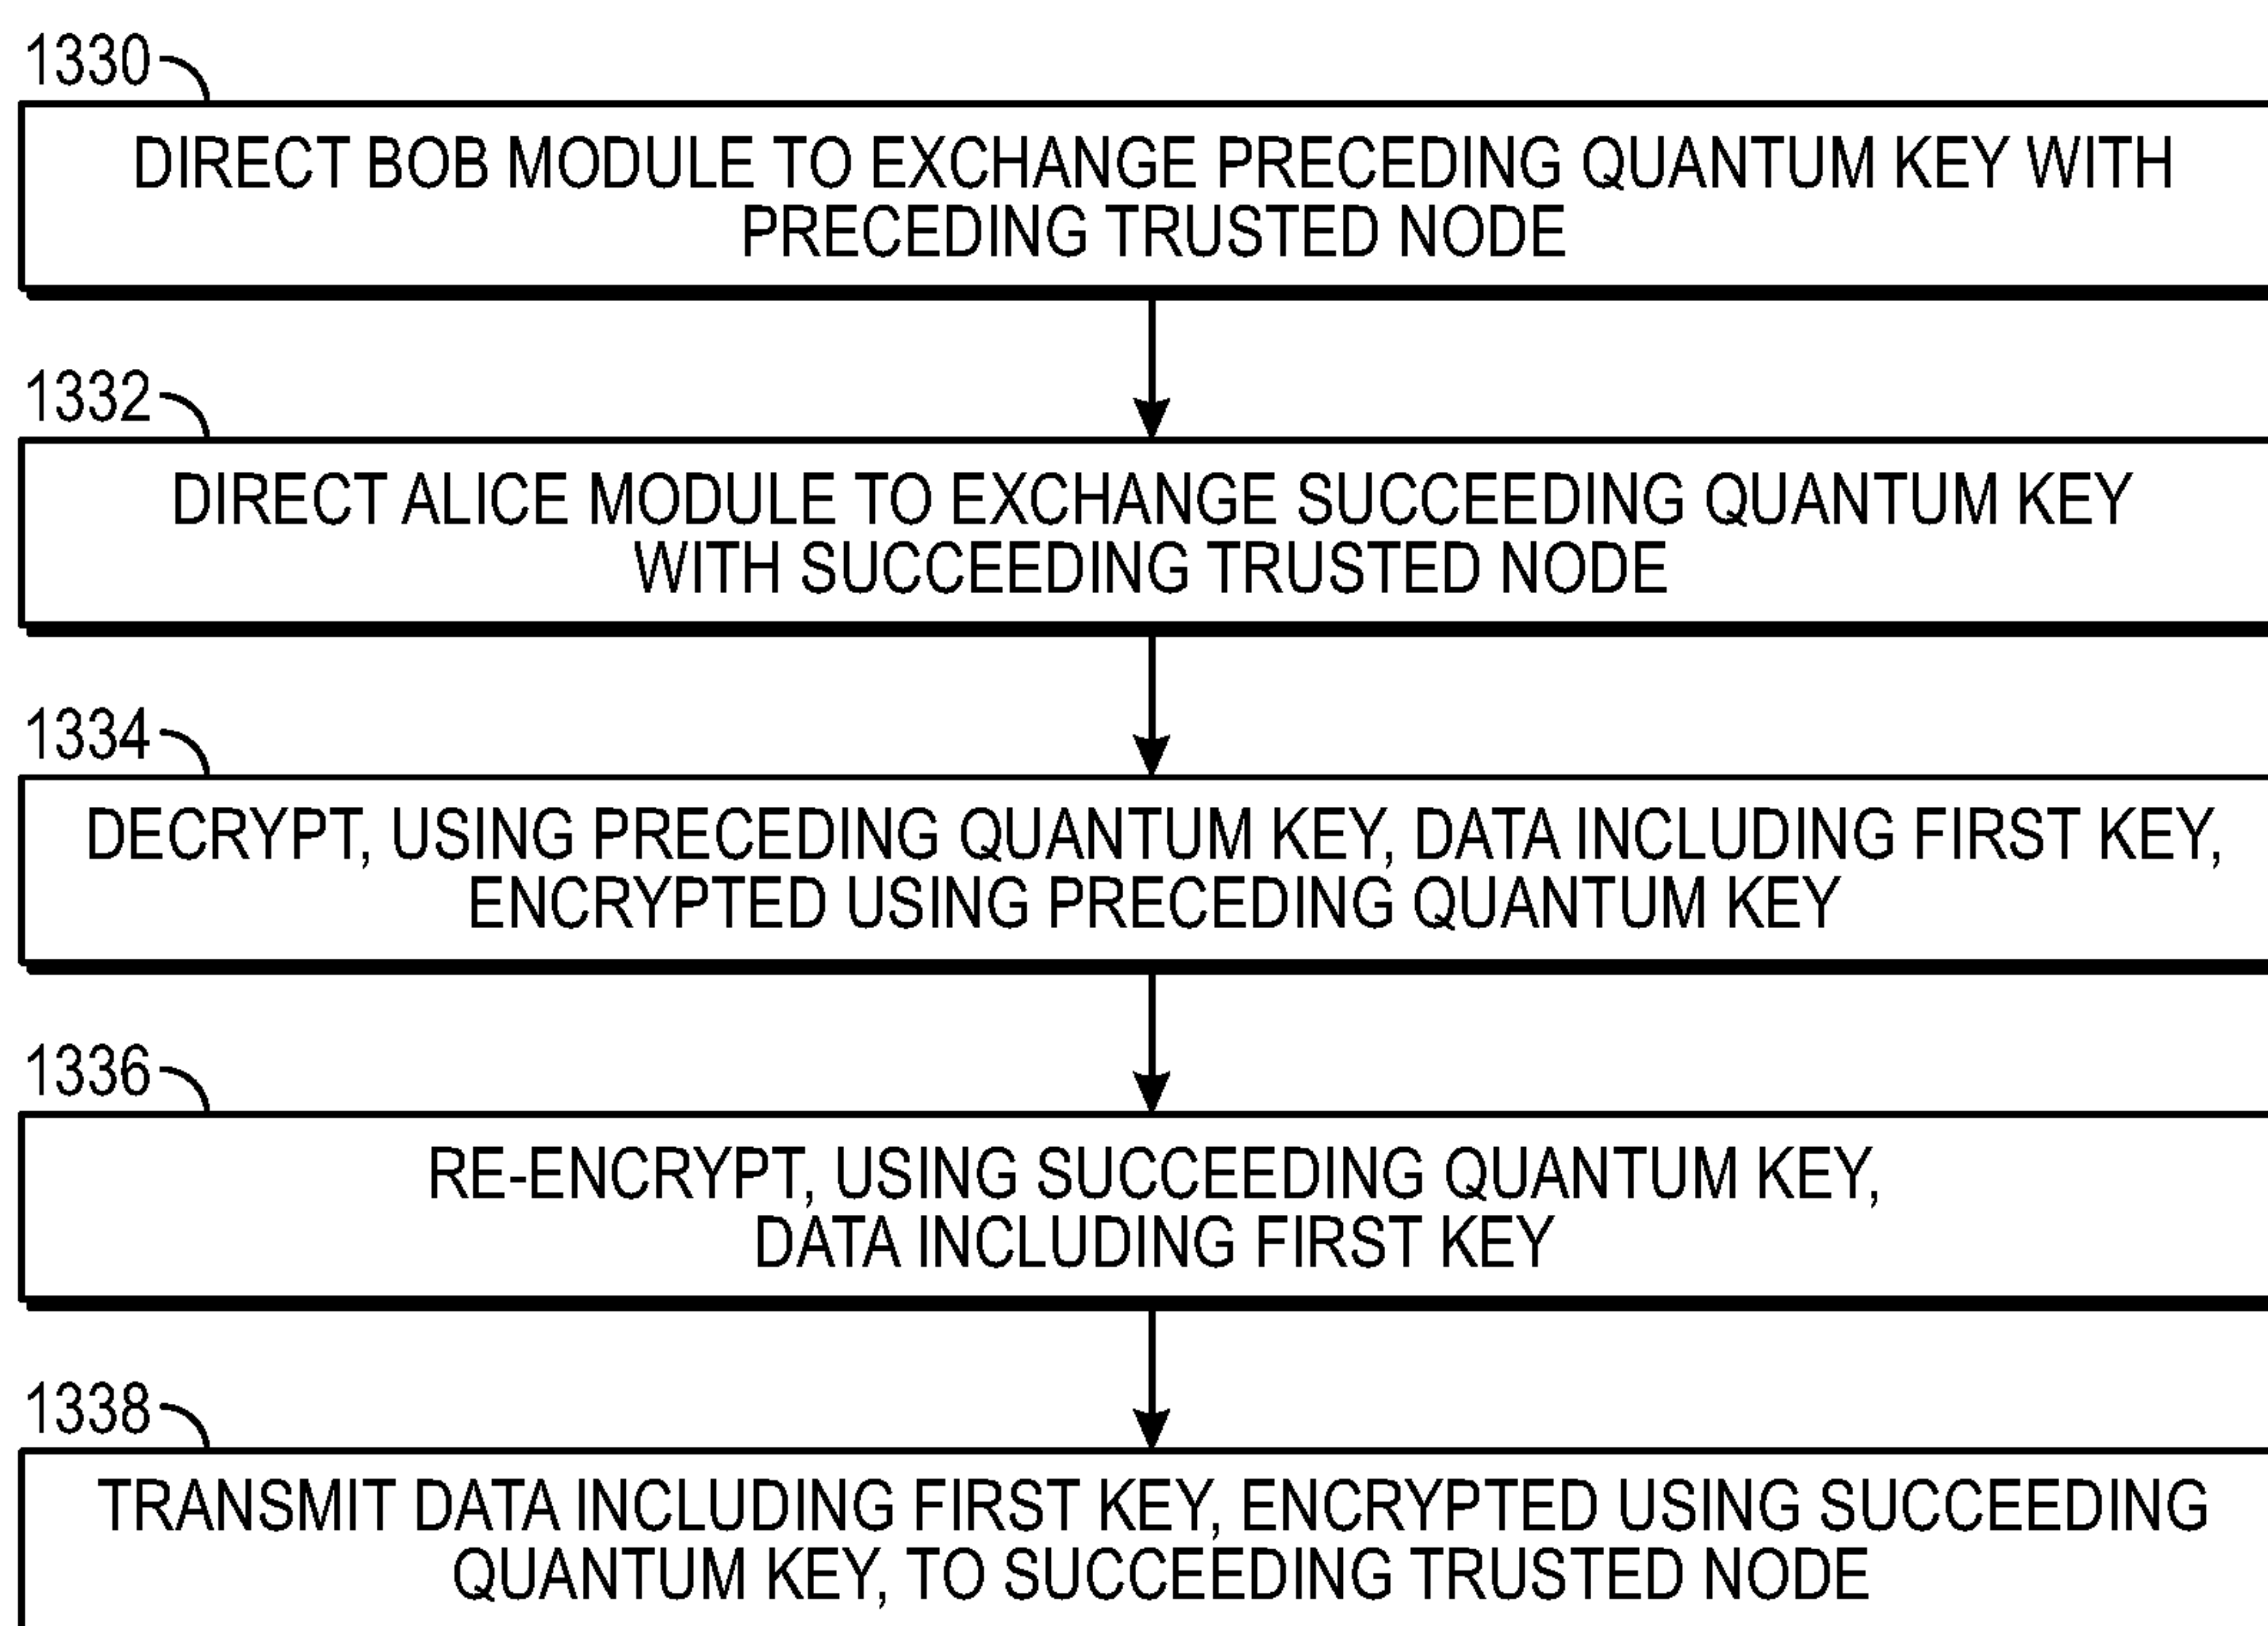 1330
DIRECT BOB MODULE TO EXCHANGE PRECEDING QUANTUM KEY WITH
PRECEDING TRUSTED NODE
1332
DIRECT ALICE MODULE TO EXCHANGE SUCCEEDING QUANTUM KEY
WITH SUCCEEDING TRUSTED NODE
1334
DECRYPT, USING PRECEDING QUANTUM KEY, DATA INCLUDING FIRST KEY,
ENCRYPTED USING PRECEDING QUANTUM KEY
1336
RE-ENCRYPT, USING SUCCEEDING QUANTUM KEY,
DATA INCLUDING FIRST KEY
1338
TRANSMIT DATA INCLUDING FIRST KEY, ENCRYPTED USING SUCCEEDING
QUANTUM KEY, TO SUCCEEDING TRUSTED NODE